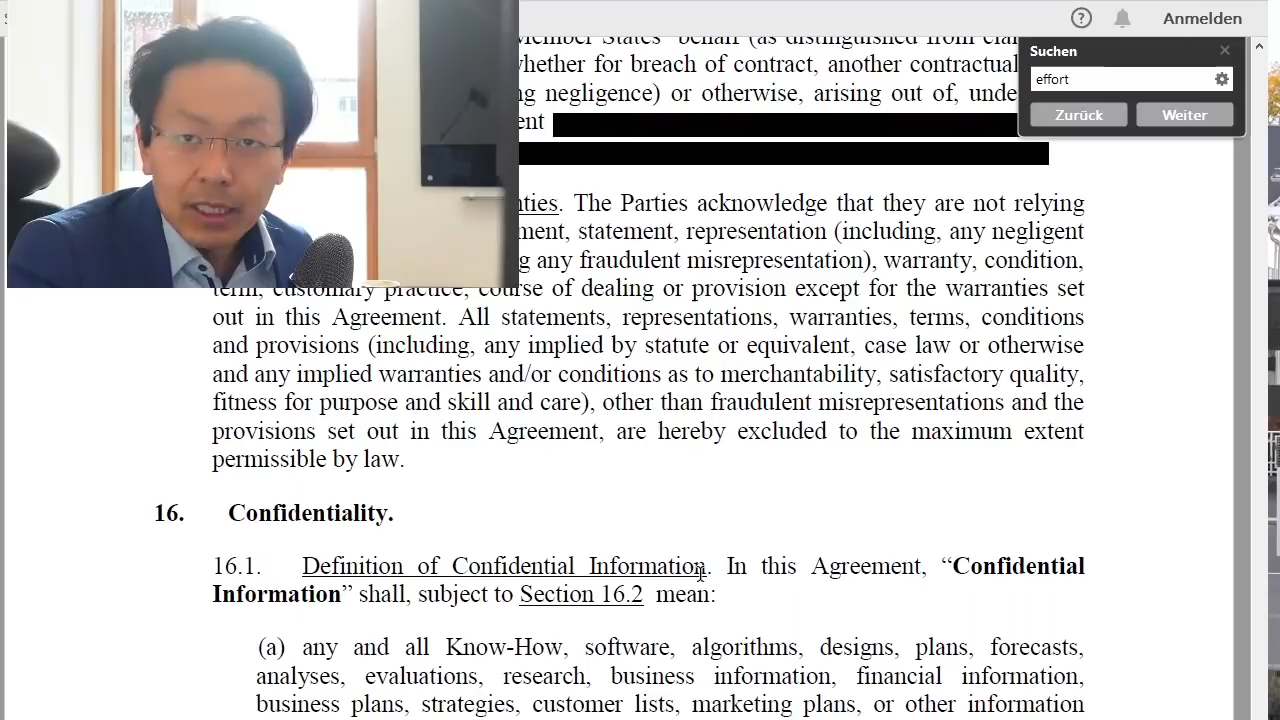 Anmelden
Suchen
effort
Zurück
Weiter
Member States' behalf (as distinguished from
whether for breach of contract, another contractual
negligence) or otherwise, arising out of, unde
The Parties acknowledge that they are not relying
statement, representation (including, any negligent
any fraudulent misrepresentation), warranty, condition,
term, customary practice, course of dealing or provision except for the warranties set
out in this Agreement. All statements, representations, warranties, terms, conditions
and provisions (including, any implied by statute or equivalent, case law or otherwise
and any implied warranties and/or conditions as to merchantability, satisfactory quality,
fitness for purpose and skill and care), other than fraudulent misrepresentations and the
provisions set out in this Agreement, are hereby excluded to the maximum extent
permissible by law.
16. Confidentiality.
16.1. Definition of Confidential Information. In this Agreement, “Confidential
Information” shall, subject to Section 16.2 mean:
(a) any and all Know-How, software, algorithms, designs, plans, forecasts,
analyses, evaluations, research, business information, financial information,
business plans, strategies, customer lists, marketing plans, or other information